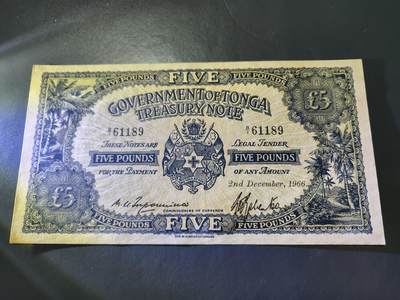 FIVE POUNDS FIVE FIVE POUNDS
GOVERNMENT OF TONGA
TREASURY NOTE
£5
61189 61189
THESE NOTES ARE LEGAL TENDER
FIVE POUNDS FIVE POUNDS
FOR THE PAYMENT OF ANY AMOUNT
2nd December, 1966.
£5
COMMISSIONERS OF CURRENCY
FIVE POUNDS FIVE FIVE POUNDS